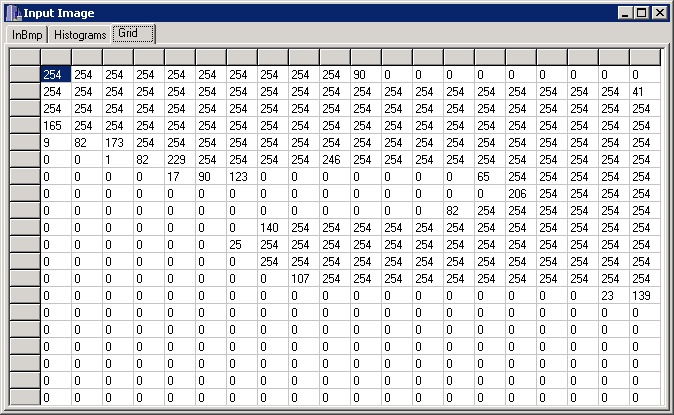 Input Image
InBmp Histograms Grid
254 254 254 254 254 254 254 254 254 254 90 0 0 0 0 0 0 0 0 0
254 254 254 254 254 254 254 254 254 254 254 254 254 254 254 254 254 254 254 41
254 254 254 254 254 254 254 254 254 254 254 254 254 254 254 254 254 254 254 254
165 254 254 254 254 254 254 254 254 254 254 254 254 254 254 254 254 254 254 254
9 82 173 254 254 254 254 254 254 254 254 254 254 254 254 254 254 254 254 254
0 0 1 82 229 254 254 254 254 246 254 254 254 254 254 254 254 254 254 254
0 0 0 0 17 90 123 0 0 0 0 0 0 0 65 254 254 254 254 254
0 0 0 0 0 0 0 0 0 0 0 0 0 0 0 206 254 254 254 254
0 0 0 0 0 0 0 0 0 0 0 0 0 82 254 254 254 254 254 254
0 0 0 0 0 0 0 140 254 254 254 254 254 254 254 254 254 254 254 254
0 0 0 0 0 0 25 254 254 254 254 254 254 254 254 254 254 254 254 254
0 0 0 0 0 0 0 254 254 254 254 254 254 254 254 254 254 254 254 254
0 0 0 0 0 0 0 0 107 254 254 254 254 254 254 254 254 254 254 254
0 0 0 0 0 0 0 0 0 0 0 0 0 0 0 0 0 0 23 139
0 0 0 0 0 0 0 0 0 0 0 0 0 0 0 0 0 0 0 0
0 0 0 0 0 0 0 0 0 0 0 0 0 0 0 0 0 0 0 0
0 0 0 0 0 0 0 0 0 0 0 0 0 0 0 0 0 0 0 0
0 0 0 0 0 0 0 0 0 0 0 0 0 0 0 0 0 0 0 0
0 0 0 0 0 0 0 0 0 0 0 0 0 0 0 0 0 0 0 0
0 0 0 0 0 0 0 0 0 0 0 0 0 0 0 0 0 0 0 0